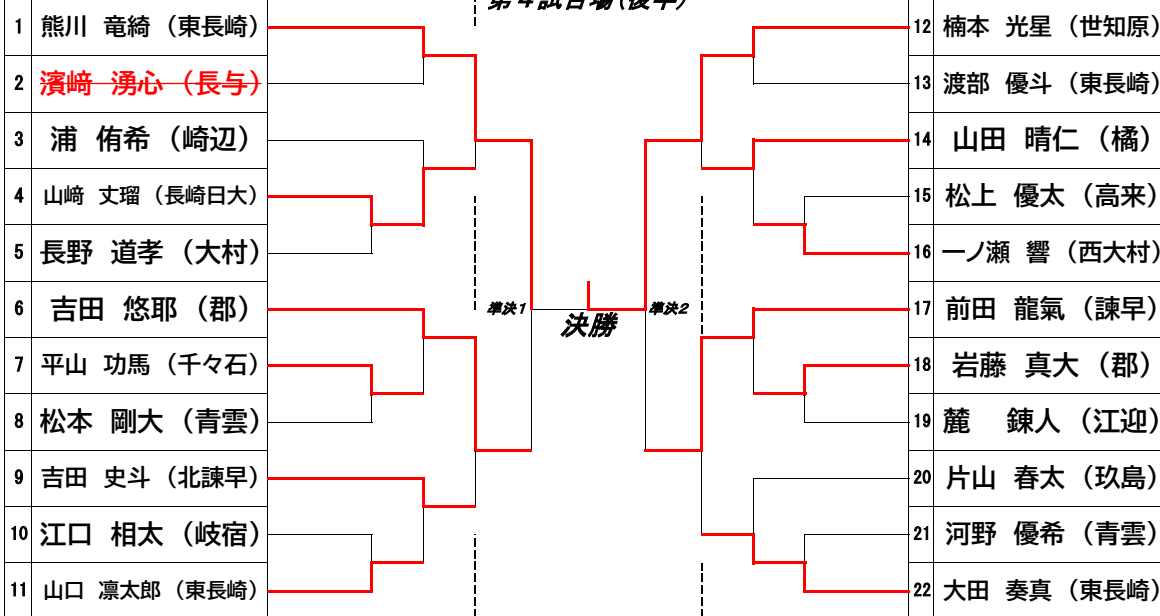 第4試合場(後半)
1 熊川 竜綺 (東長崎)
2 濱﨑 湧心 (長与)
3 浦 侑希 (崎辺)
4 山﨑 丈瑠 (長崎日大)
5 長野 道孝 (大村)
6 吉田 悠耶 (郡)
7 平山 功馬 (千々石)
8 松本 剛大 (青雲)
9 吉田 史斗 (北諫早)
10 江口 相太 (岐宿)
11 山口 凛太郎 (東長崎)
準決1
決勝
準決2
12 楠本 光星 (世知原)
13 渡部 優斗 (東長崎)
14 山田 晴仁 (橘)
15 松上 優太 (高来)
16 一ノ瀬 響 (西大村)
17 前田 龍氣 (諫早)
18 岩藤 真大 (郡)
19 麓 錬人 (江迎)
20 片山 春太 (玖島)
21 河野 優希 (青雲)
22 大田 奏真 (東長崎)